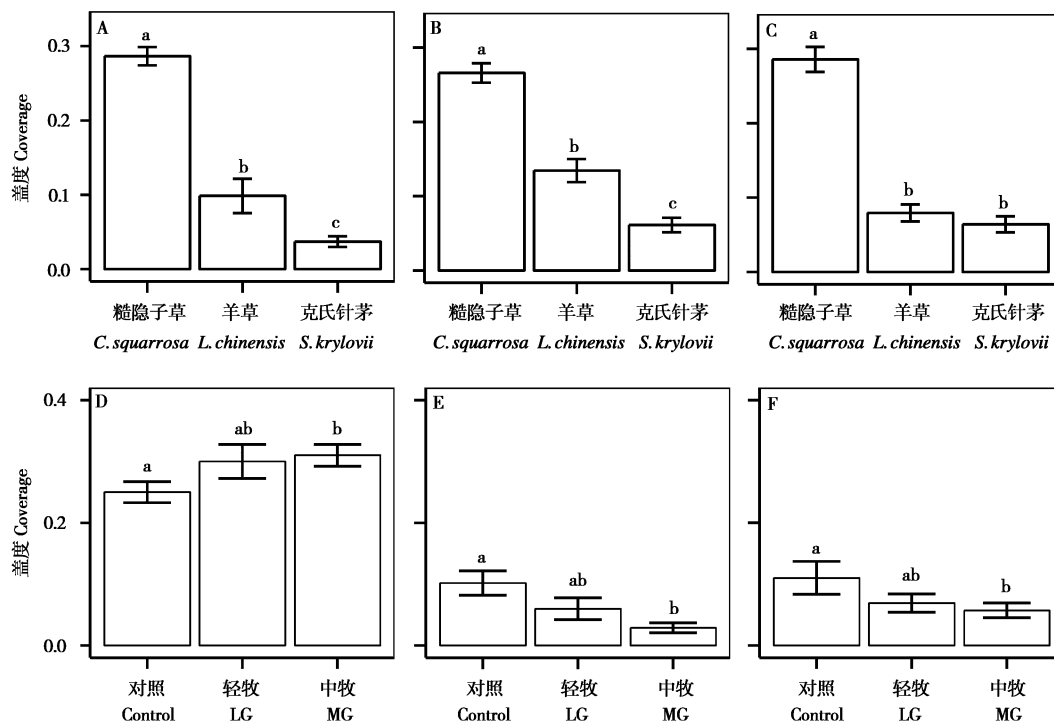 A
B
C
0.3
0.2
0.1
0.0
盖度 Coverage
a
b
c
a
b
c
a
b
b
糙隐子草 羊草 克氏针茅
C. squarrosa L. chinensis S. krylovii
糙隐子草 羊草 克氏针茅
C. squarrosa L. chinensis S. krylovii
糙隐子草 羊草 克氏针茅
C. squarrosa L. chinensis S. krylovii
D
E
F
0.4
0.2
0.0
盖度 Coverage
a
ab
b
a
ab
b
a
ab
b
对照 轻牧 中牧
Control LG MG
对照 轻牧 中牧
Control LG MG
对照 轻牧 中牧
Control LG MG